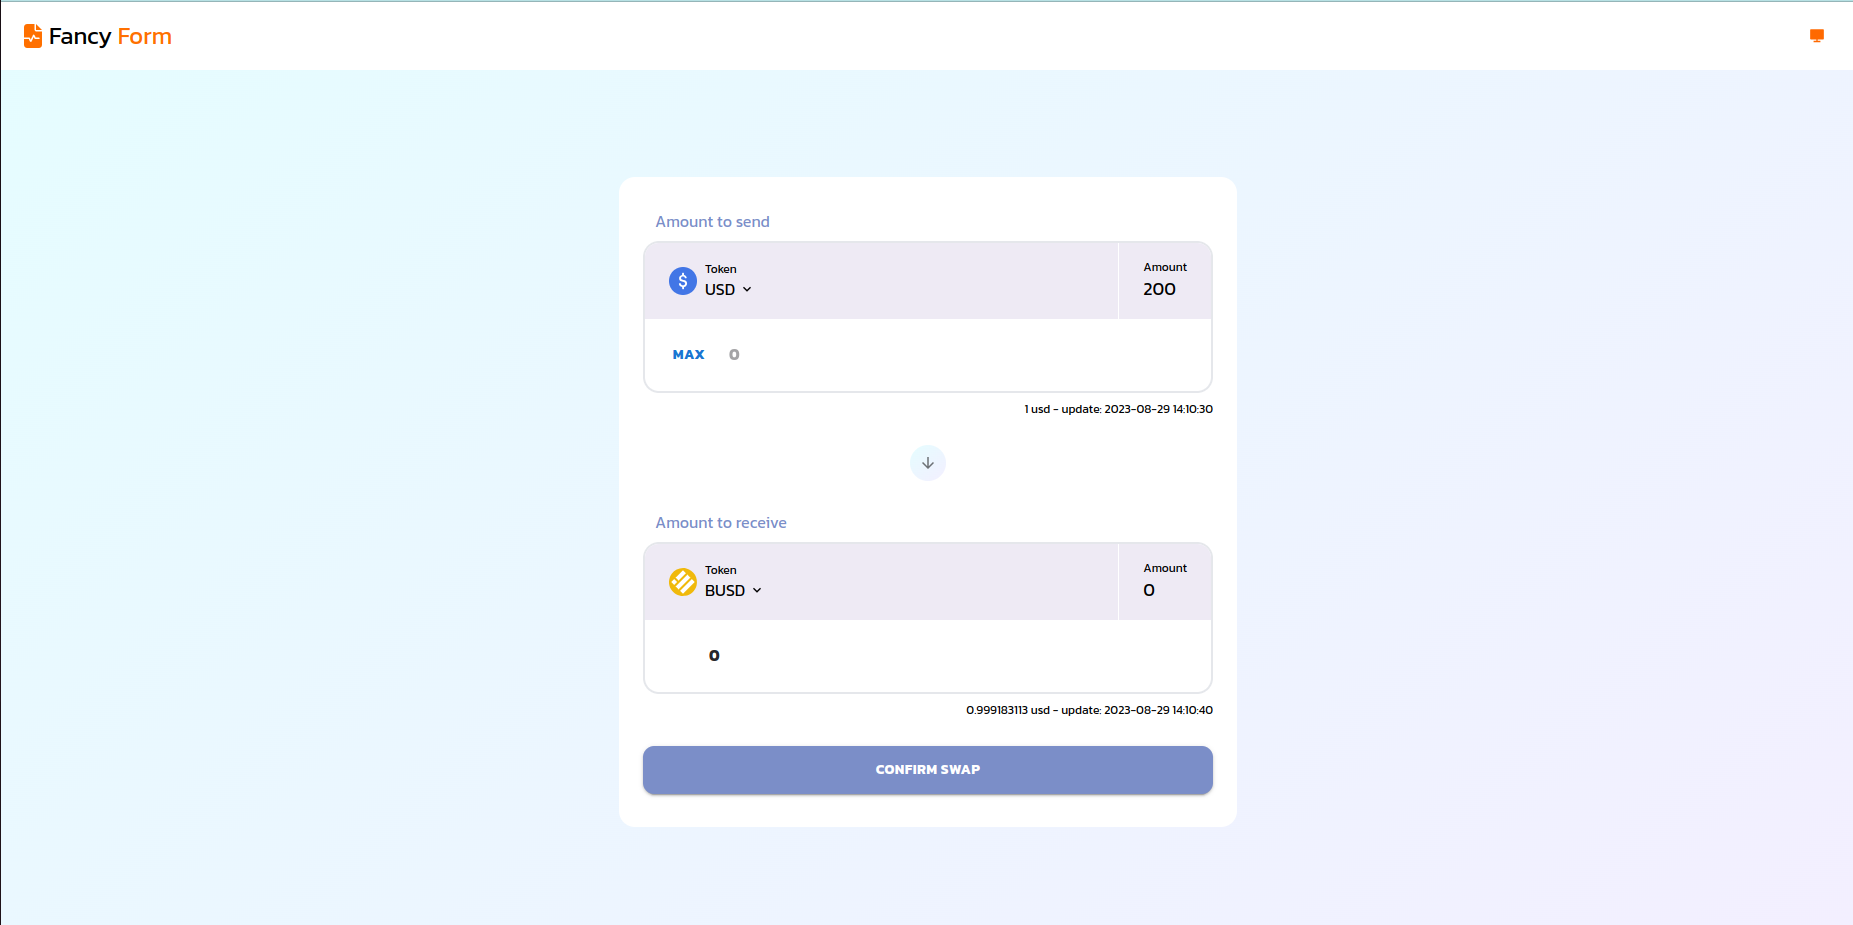 Fancy Form
Amount to send
Token
USD
Amount
200
MAX 0
1 usd - update: 2023-08-29 14:10:30
Amount to receive
Token
BUSD
Amount
0
0
0.999183113 usd - update: 2023-08-29 14:10:40
CONFIRM SWAP